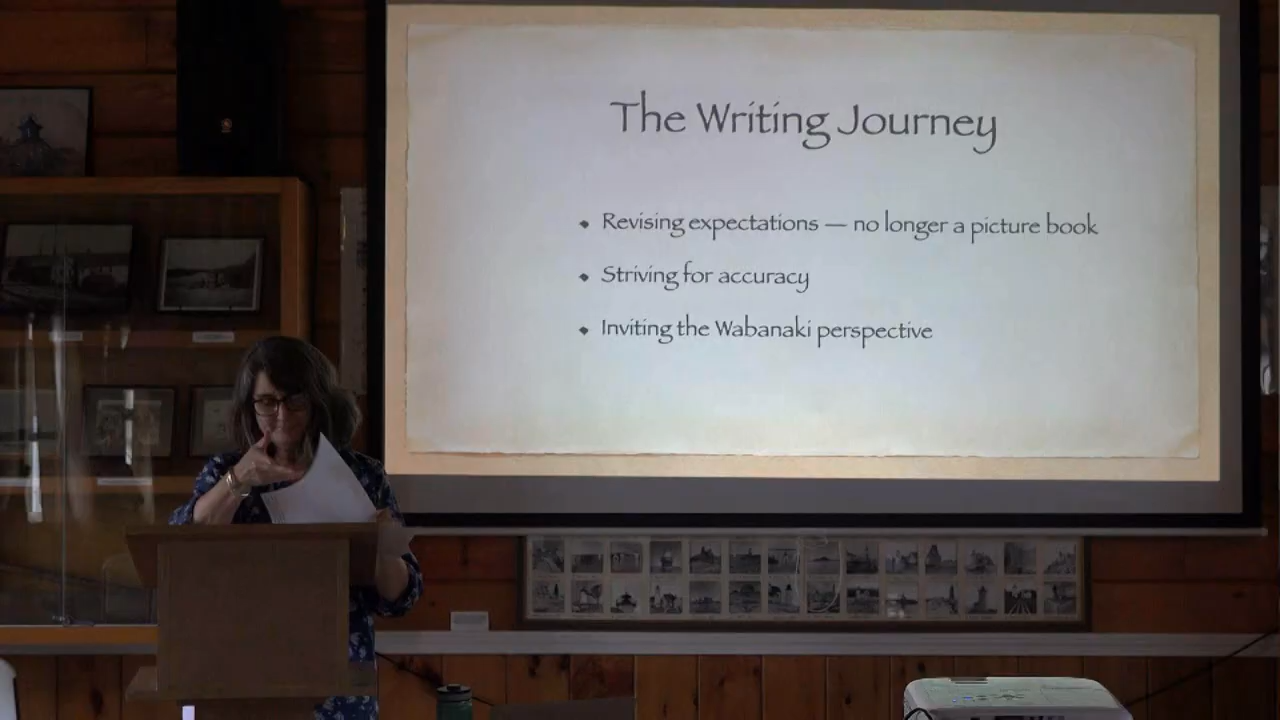 The Writing Journey
Revising expectations — no longer a picture book
Striving for accuracy
Inviting the Wabanaki perspective